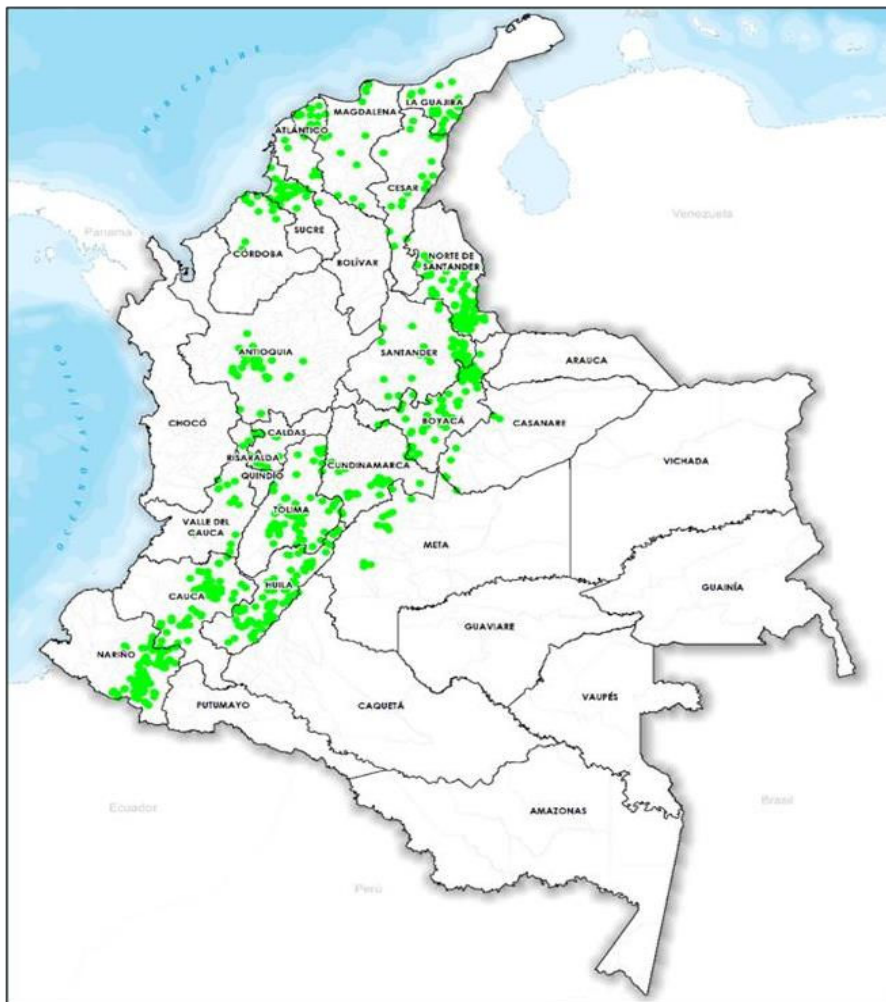 ARUBA
MAR CARIBE
LA GUAJIRA
MAGDALENA
ATLÁNTICO
CESAR
Venezuela
Panamá
SUCRE
CÓRDOBA
BOLÍVAR
NORTE DE
SANTANDER
ANTIOQUIA
SANTANDER
ARAUCA
OCEANO PACÍFICO
CHOCÓ
BOYACÁ
CASANARE
CALDAS
RISARALDA
CUNDINAMARCA
VICHADA
QUINDÍO
TOLIMA
VALLE DEL
CAUCA
META
HUILA
CAUCA
GUAINÍA
GUAVIARE
NARIÑO
VAUPÉS
PUTUMAYO
CAQUETÁ
Ecuador
Brasil
AMAZONAS
Perú